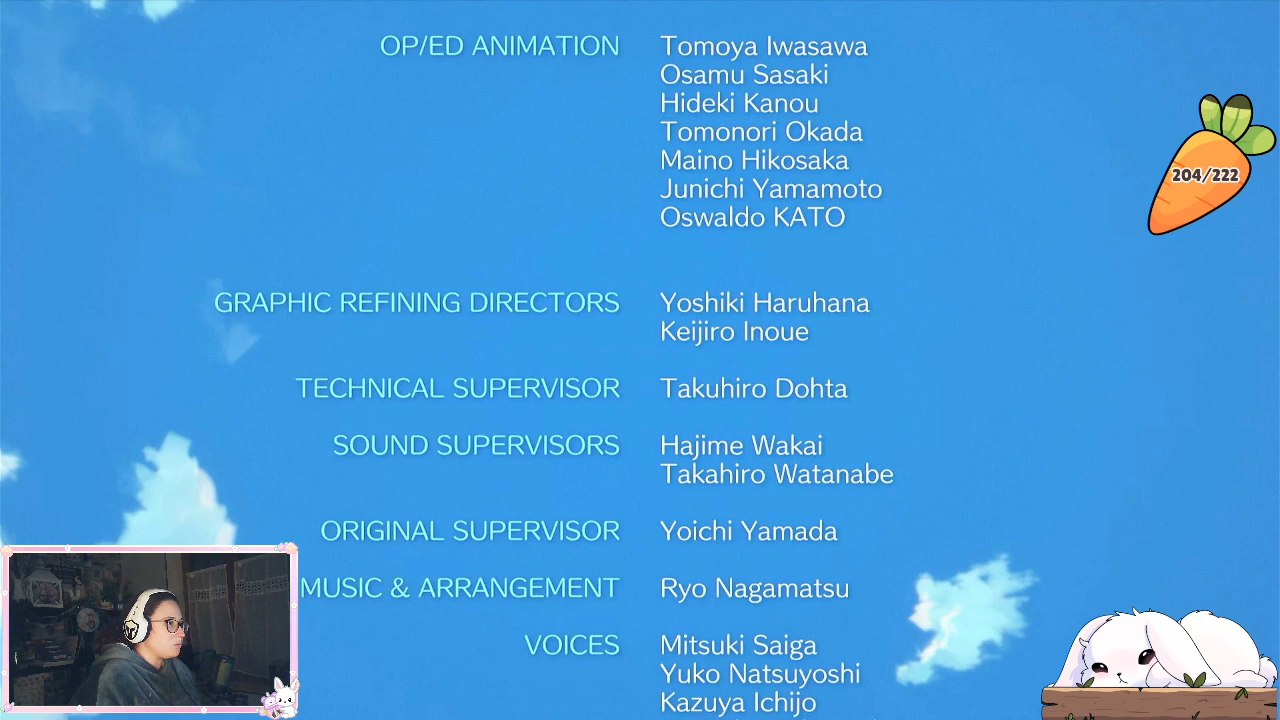 OP/ED ANIMATION Tomoya Iwasawa
Osamu Sasaki
Hideki Kanou
Tomonori Okada
Maino Hikosaka
Junichi Yamamoto
Oswaldo KATO
204/222
GRAPHIC REFINING DIRECTORS Yoshiki Haruhana
Keijiro Inoue
TECHNICAL SUPERVISOR Takuhiro Dohta
SOUND SUPERVISORS Hajime Wakai
Takahiro Watanabe
ORIGINAL SUPERVISOR Yoichi Yamada
MUSIC & ARRANGEMENT Ryo Nagamatsu
VOICES Mitsuki Saiga
Yuko Natsuyoshi
Kazuya Ichijo